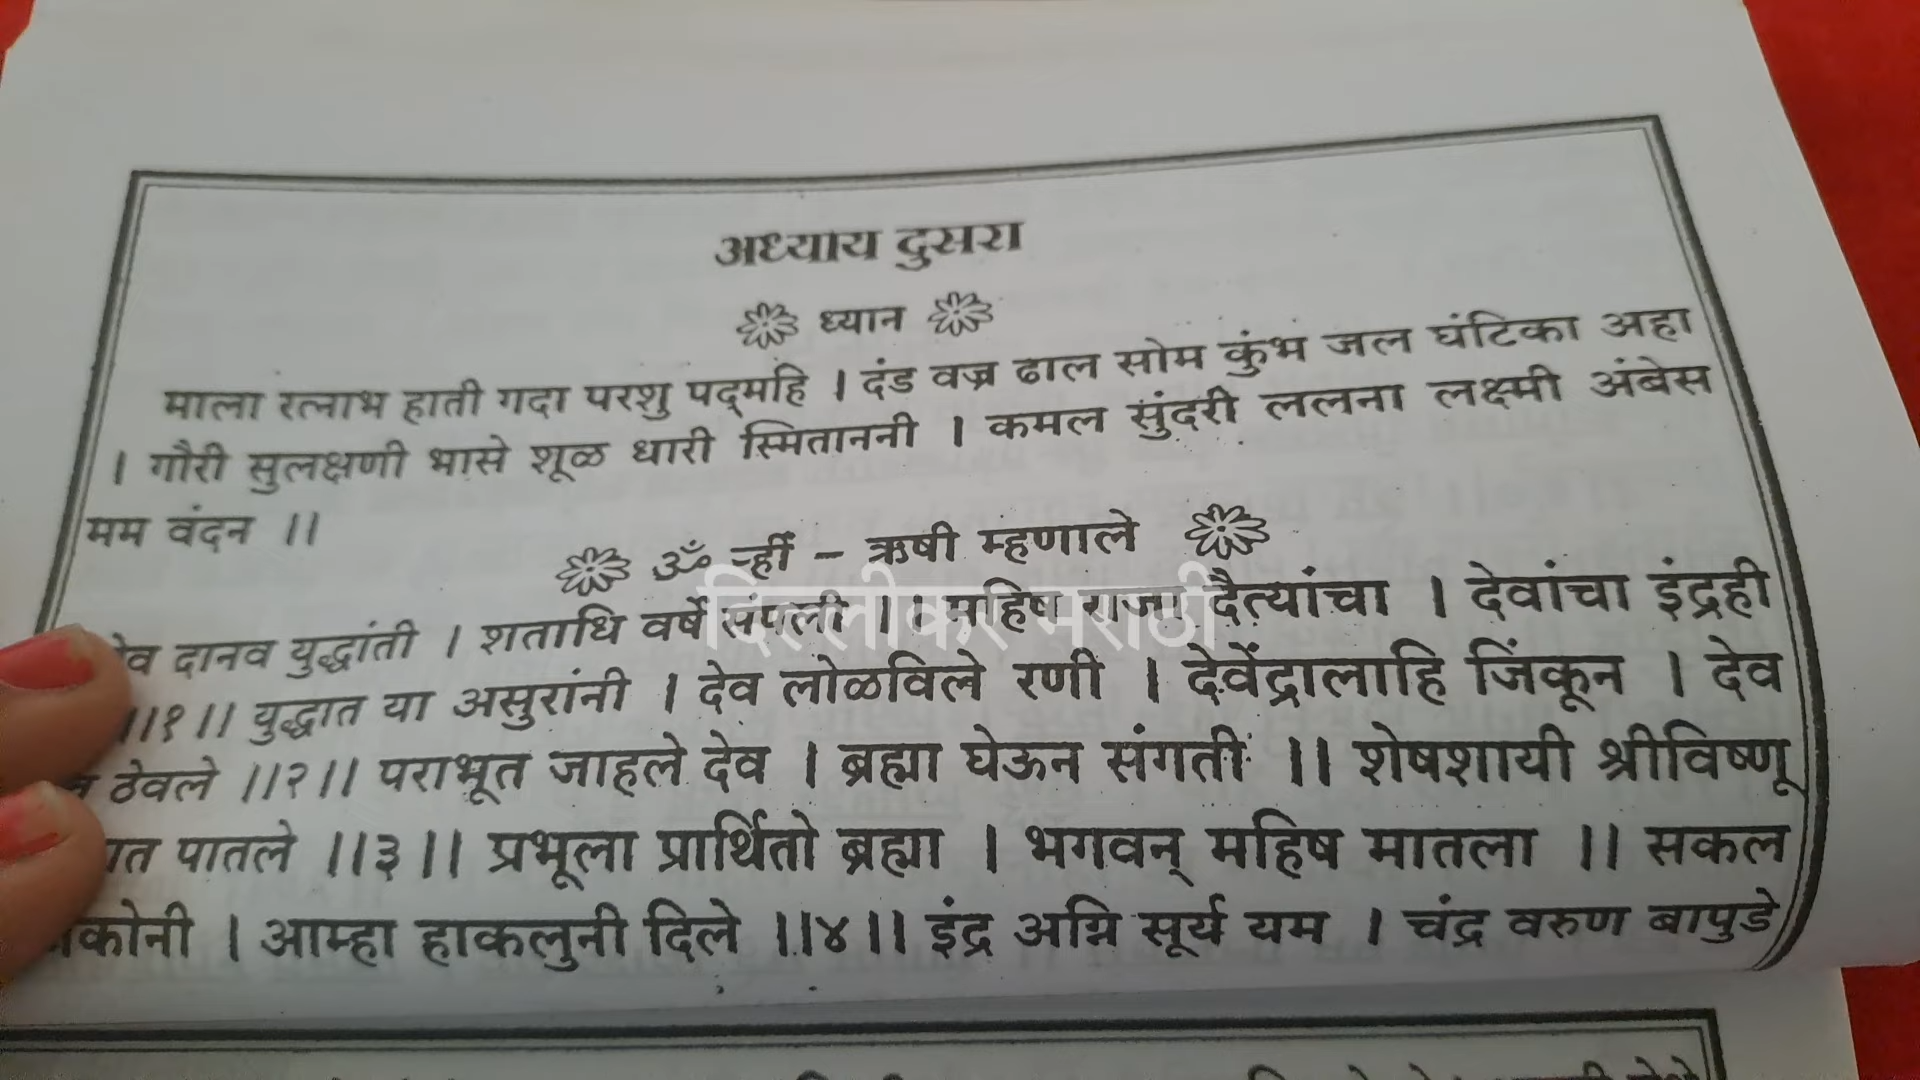 अध्याय दुसरा
ध्यान
माला रत्नाभ हाती गदा परशु पद्महि । दंड वज्र ढाल सोम कुंभ जल घंटिका अहा
। गौरी सुलक्षणी भासे शूळ धारी स्मिताननी । कमल सुंदरी ललना लक्ष्मी अंबेस
मम वंदन ।।
ॐ ऱ्हीं – ऋषी म्हणाले
दानव युद्धांती । शताधि वर्षे संपली ।। महिष राजा दैत्यांचा । देवांचा इंद्रही
।।१।। युद्धात या असुरांनी । देव लोळविले रणी । देवेंद्रालाहि जिंकून । देव
ठेवले ।।२।। पराभूत जाहले देव । ब्रह्मा घेऊन संगती ।। शेषशायी श्रीविष्णू
पातले ।।३।। प्रभूला प्रार्थितो ब्रह्मा । भगवन् महिष मातला ।। सकल
। आम्हा हाकलुनी दिले ।।४।। इंद्र अग्नि सूर्य यम । चंद्र वरुण बापुडे
दिल्लीकर मराठी